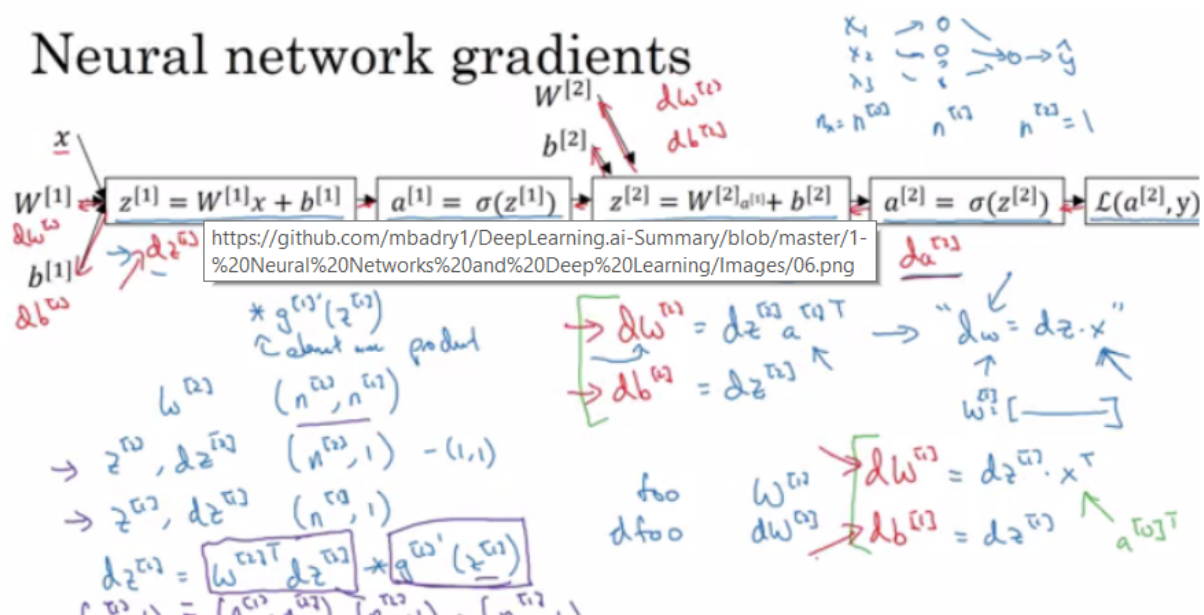 Neural network gradients
x₁ x₂ x₃ ŷ
nₓ = n^[0] n^[1] n^[2] = 1
W^[2] dW^[2]
b^[2] db^[2]
x
W^[1] z^[1] = W^[1]x + b^[1] a^[1] = σ(z^[1]) z^[2] = W^[2]a^[1] + b^[2] a^[2] = σ(z^[2]) ℒ(a^[2], y)
dW^[1] dz^[1] da^[2]
b^[1]
db^[1]
https://github.com/mbadry1/DeepLearning.ai-Summary/blob/master/1-
%20Neural%20Networks%20and%20Deep%20Learning/Images/06.png
* g^[1]'(z^[1])
product
dW^[2] = dz^[2] a^[1]T → "dw = dz · x"
db^[2] = dz^[2]
w^[2] (n^[2], n^[1])
z^[2], dz^[2] (n^[2], 1) - (1,1)
z^[1], dz^[1] (n^[1], 1)
dz^[1] = W^[2]T dz^[2] * g^[1]'(z^[1])
foo W^[1]
dfoo dW^[1]
dW^[1] = dz^[1] · x^T
db^[1] = dz^[1] a^[0]T